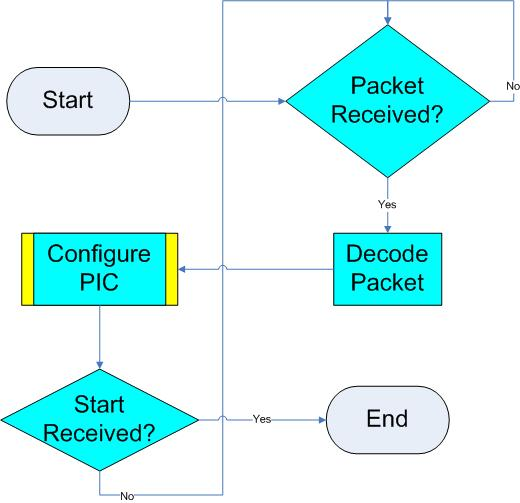 Start
Packet
Received?
No
Yes
Configure
PIC
Decode
Packet
Start
Received?
Yes
End
No